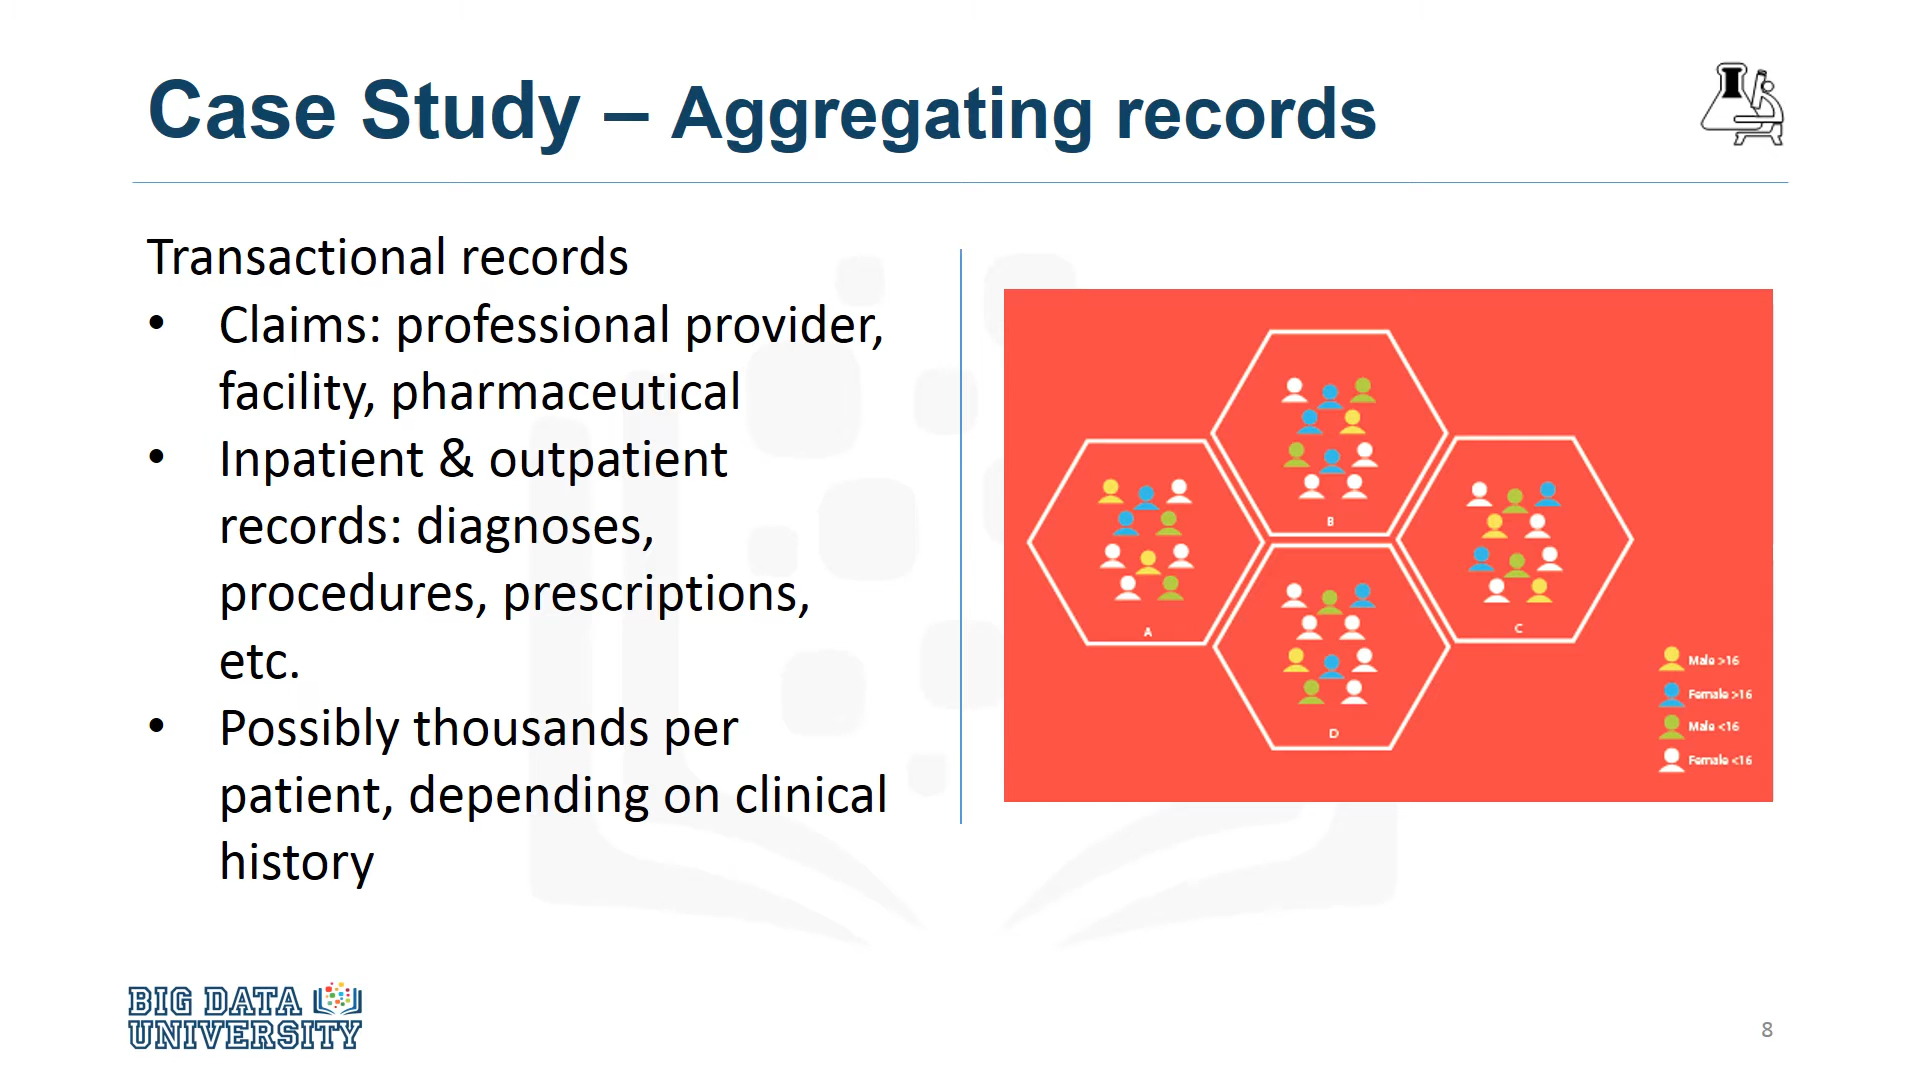 Case Study – Aggregating records
Transactional records
• Claims: professional provider,
facility, pharmaceutical
• Inpatient & outpatient
records: diagnoses,
procedures, prescriptions,
etc.
• Possibly thousands per
patient, depending on clinical
history
B
A
C
D
Male >16
Female >16
Male <16
Female <16
BIG DATA
UNIVERSITY
8